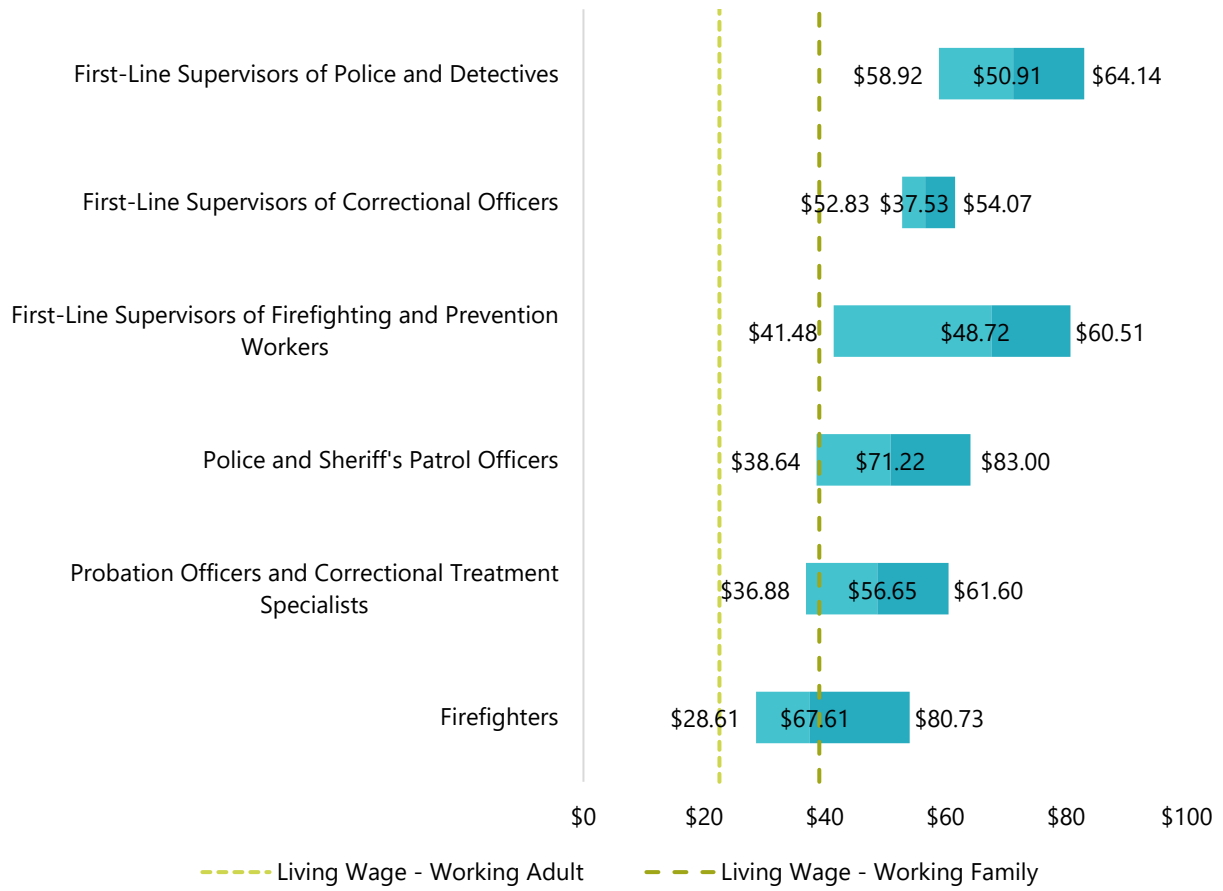 First-Line Supervisors of Police and Detectives
$58.92 $50.91 $64.14
First-Line Supervisors of Correctional Officers
$52.83 $37.53 $54.07
First-Line Supervisors of Firefighting and Prevention
Workers
$41.48 $48.72 $60.51
Police and Sheriff's Patrol Officers
$38.64 $71.22 $83.00
Probation Officers and Correctional Treatment
Specialists
$36.88 $56.65 $61.60
Firefighters
$28.61 $67.61 $80.73
$0 $20 $40 $60 $80 $100
Living Wage - Working Adult
Living Wage - Working Family